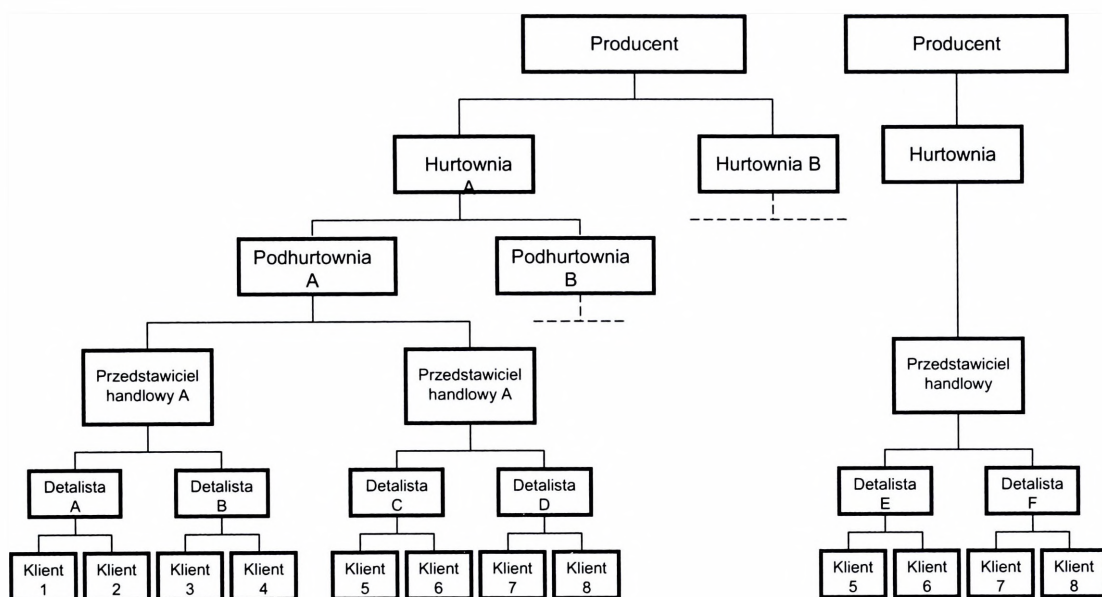 Producent
Producent
Hurtownia
A
Hurtownia B
Hurtownia
Podhurtownia
A
Podhurtownia
B
Przedstawiciel
handlowy A
Przedstawiciel
handlowy A
Przedstawiciel
handlowy
Detalista
A
Detalista
B
Detalista
C
Detalista
D
Detalista
E
Detalista
F
Klient
1
Klient
2
Klient
3
Klient
4
Klient
5
Klient
6
Klient
7
Klient
8
Klient
5
Klient
6
Klient
7
Klient
8